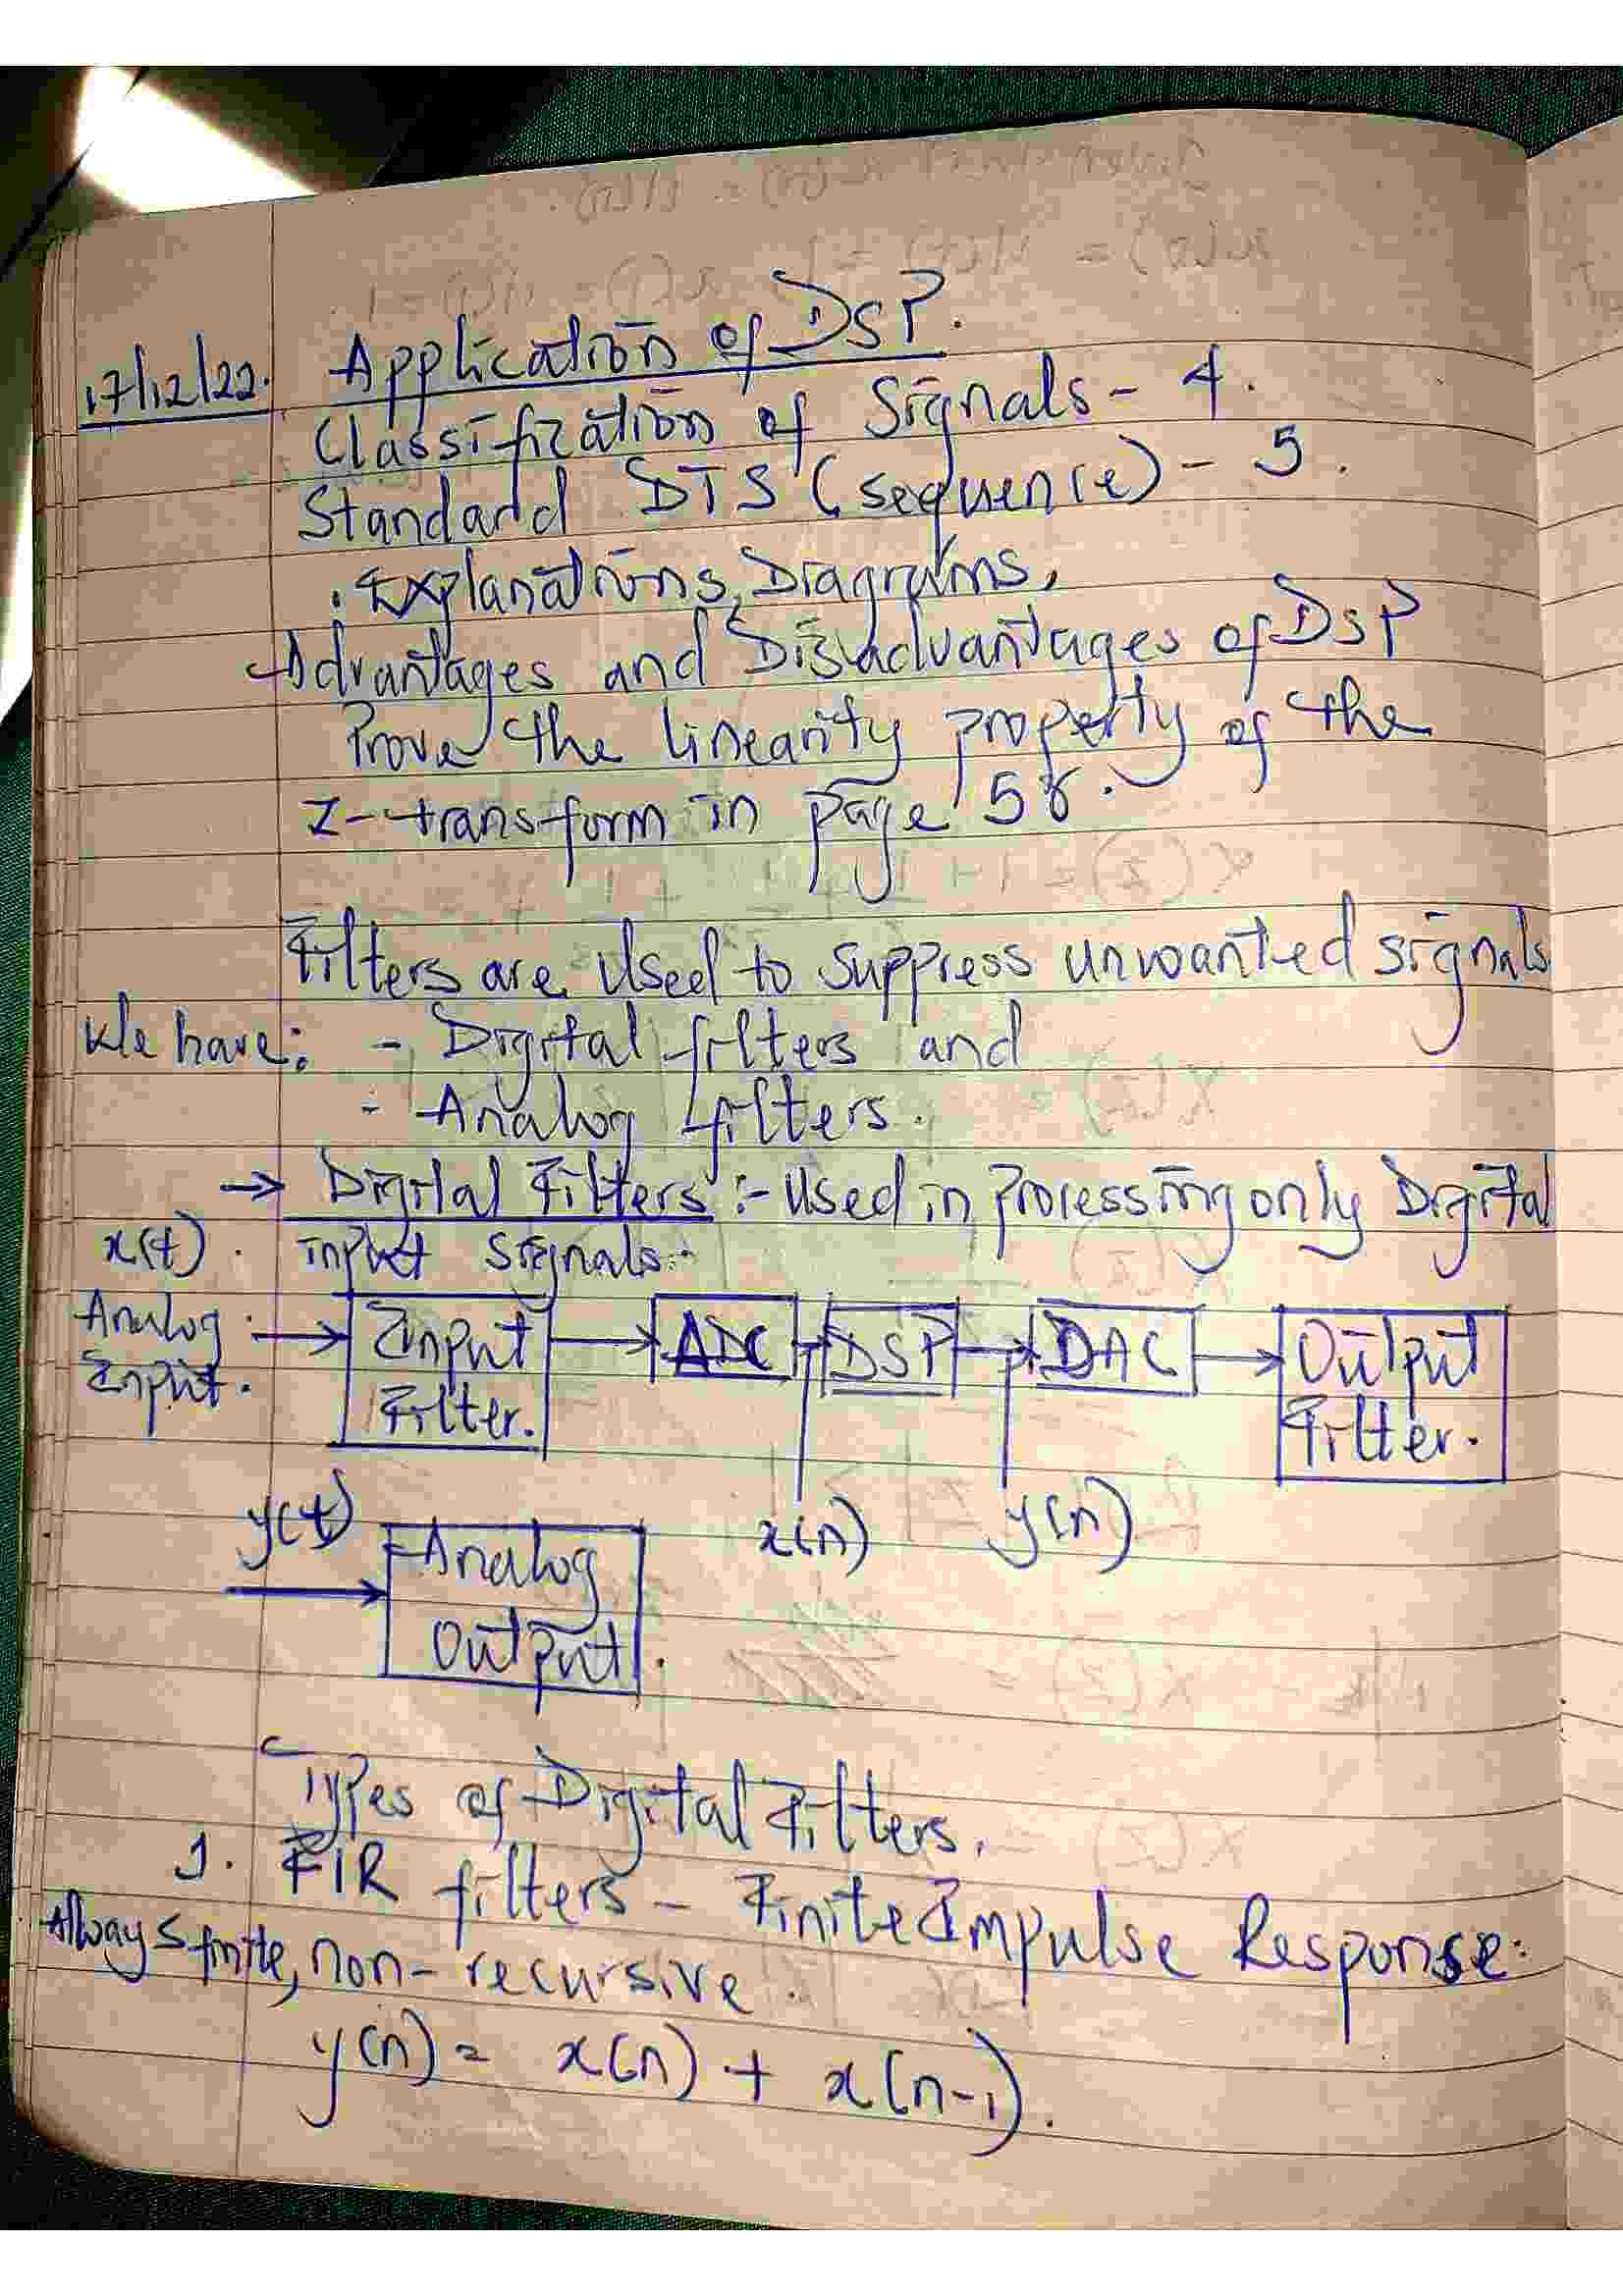 17/12/22. Application of DSP.
Classification of Signals - 4.
Standard DTS (sequence) - 5.
. Explanations, Diagrams,
Advantages and Disadvantages of DSP
Prove the linearity property of the
Z-transform in page 58.
Filters are used to suppress unwanted signals
We have: - Digital filters and
- Analog filters.
→ Digital Filters :- Used in processing only Digital
x(t). input signals.
Analog Input. → Input Filter. → ADC → DSP → DAC → Output Filter.
x(n) y(n)
y(t) → Analog Output.
Types of Digital Filters.
1. FIR filters - Finite Impulse Response.
Always finite, non-recursive.
y(n) = x(n) + x(n-1).